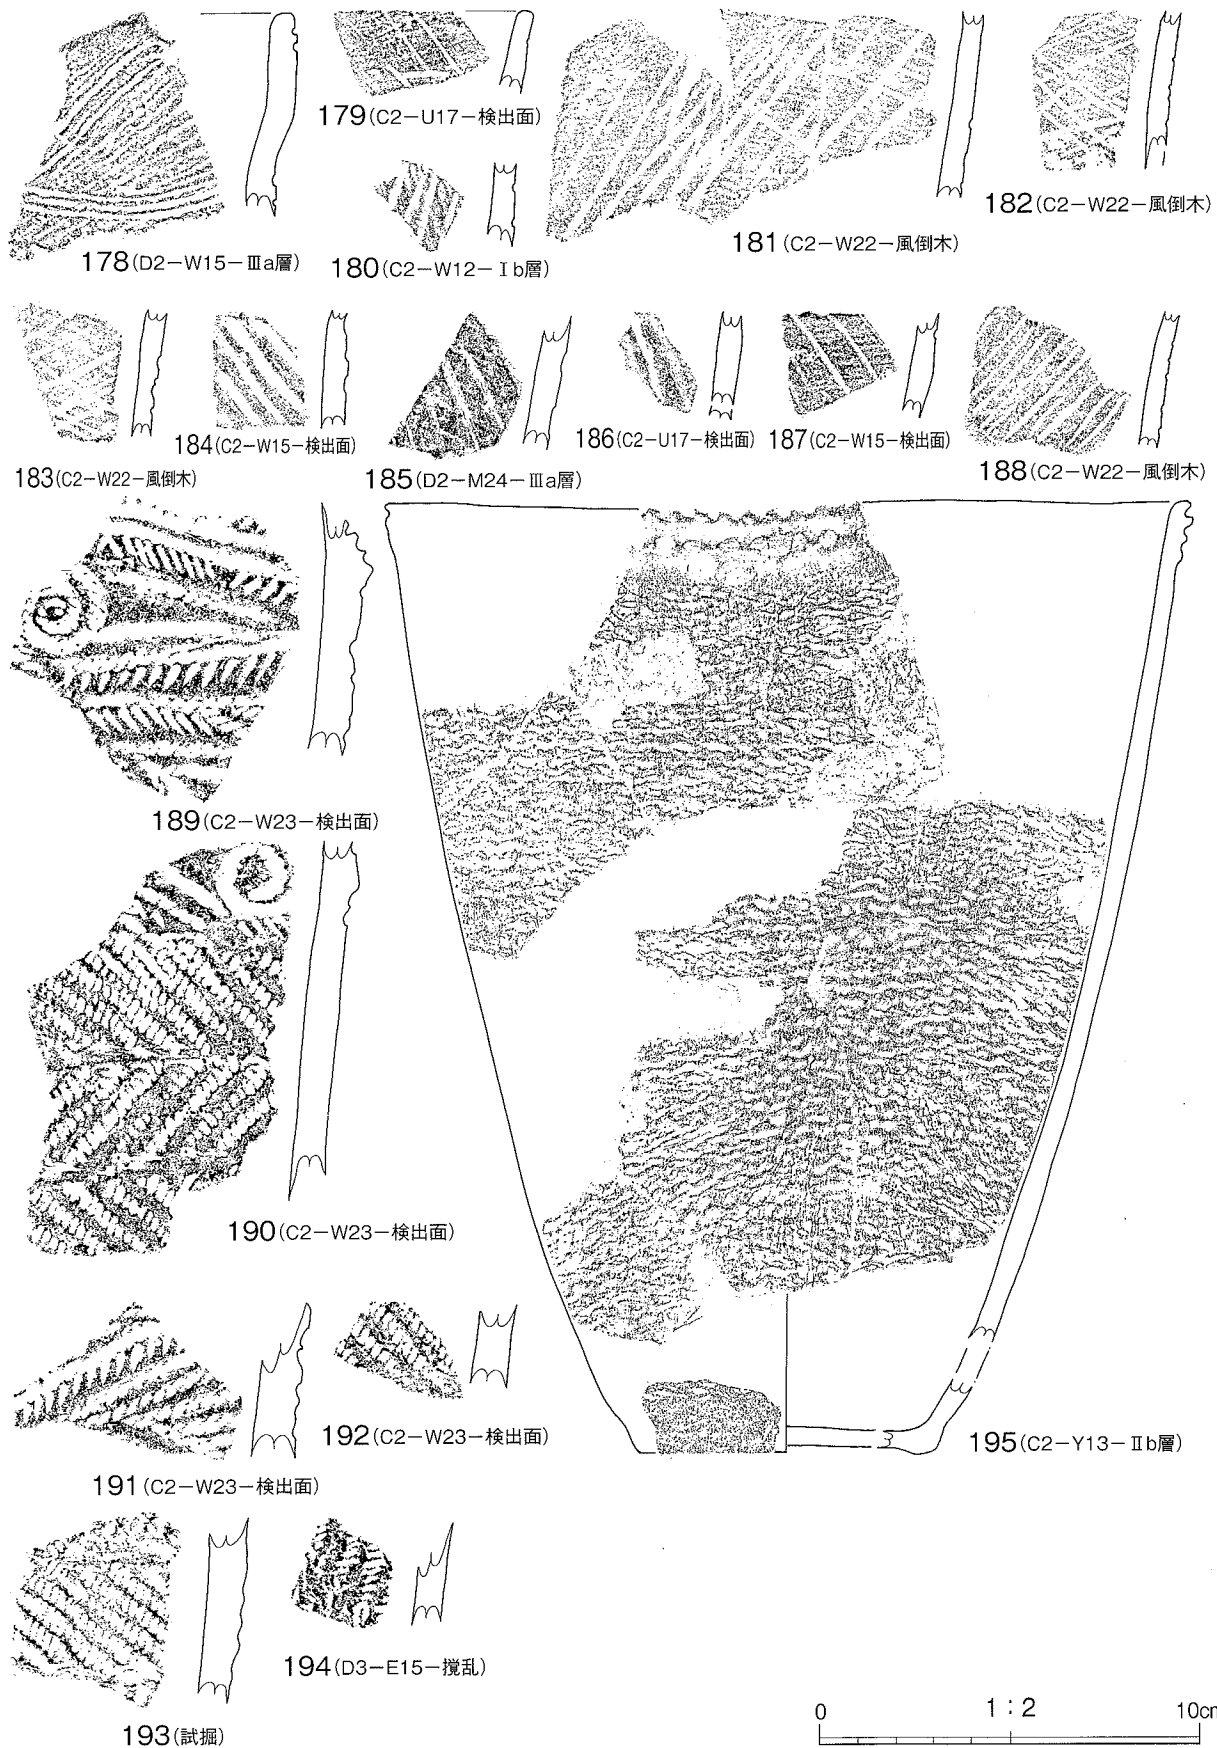 179(C2-U17-検出面)
178(D2-W15-Ⅲa層)
180(C2-W12-Ⅰb層)
181(C2-W22-風倒木)
182(C2-W22-風倒木)
183(C2-W22-風倒木)
184(C2-W15-検出面)
185(D2-M24-Ⅲa層)
186(C2-U17-検出面)
187(C2-W15-検出面)
188(C2-W22-風倒木)
189(C2-W23-検出面)
190(C2-W23-検出面)
191(C2-W23-検出面)
192(C2-W23-検出面)
195(C2-Y13-Ⅱb層)
193(試掘)
194(D3-E15-撹乱)
0 1:2 10cm